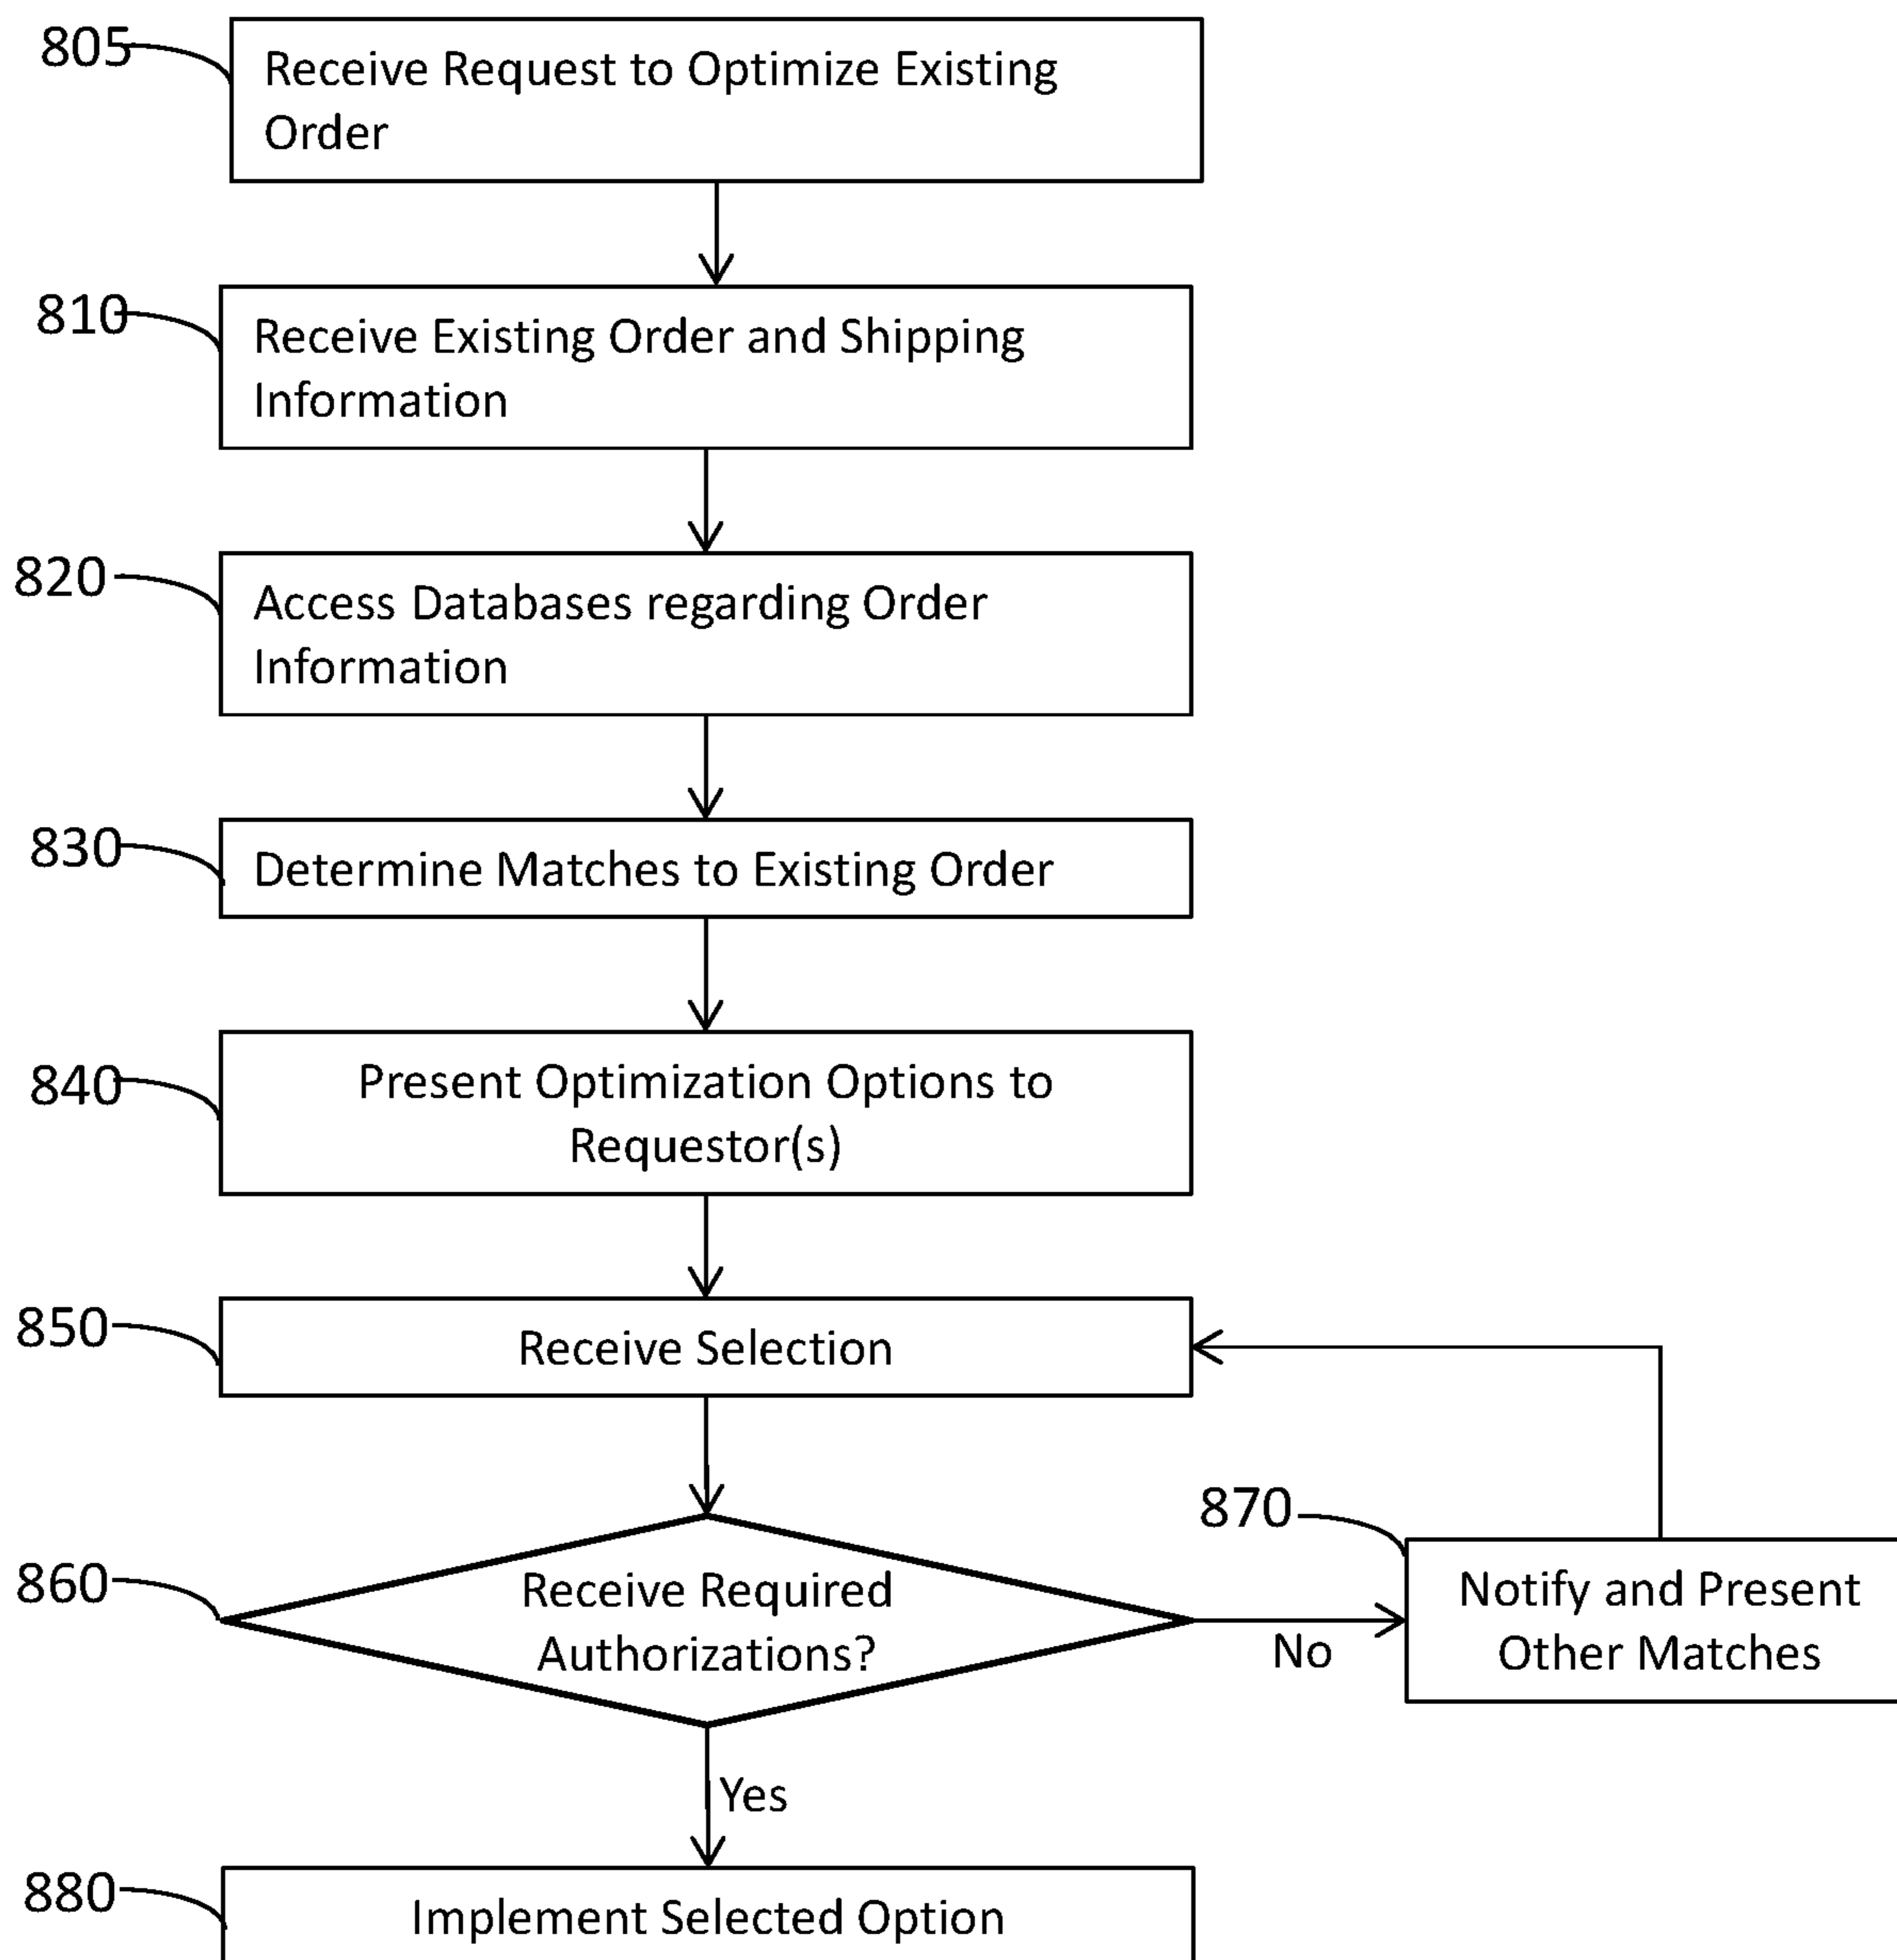 805
Receive Request to Optimize Existing
Order
810
Receive Existing Order and Shipping
Information
820
Access Databases regarding Order
Information
830
Determine Matches to Existing Order
840
Present Optimization Options to
Requestor(s)
850
Receive Selection
860
Receive Required
Authorizations?
No
870
Notify and Present
Other Matches
Yes
880
Implement Selected Option